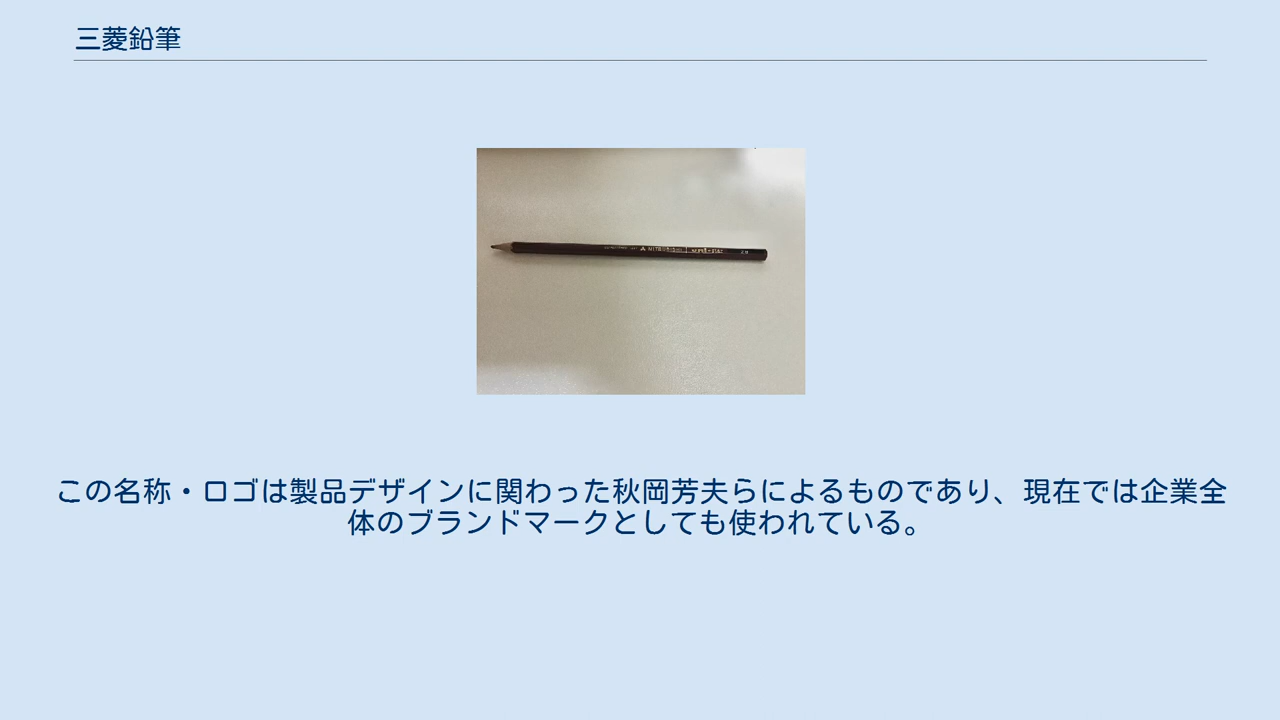 三菱鉛筆
MITSUBISHI uni-star
この名称・ロゴは製品デザインに関わった秋岡芳夫らによるものであり、現在では企業全
体のブランドマークとしても使われている。